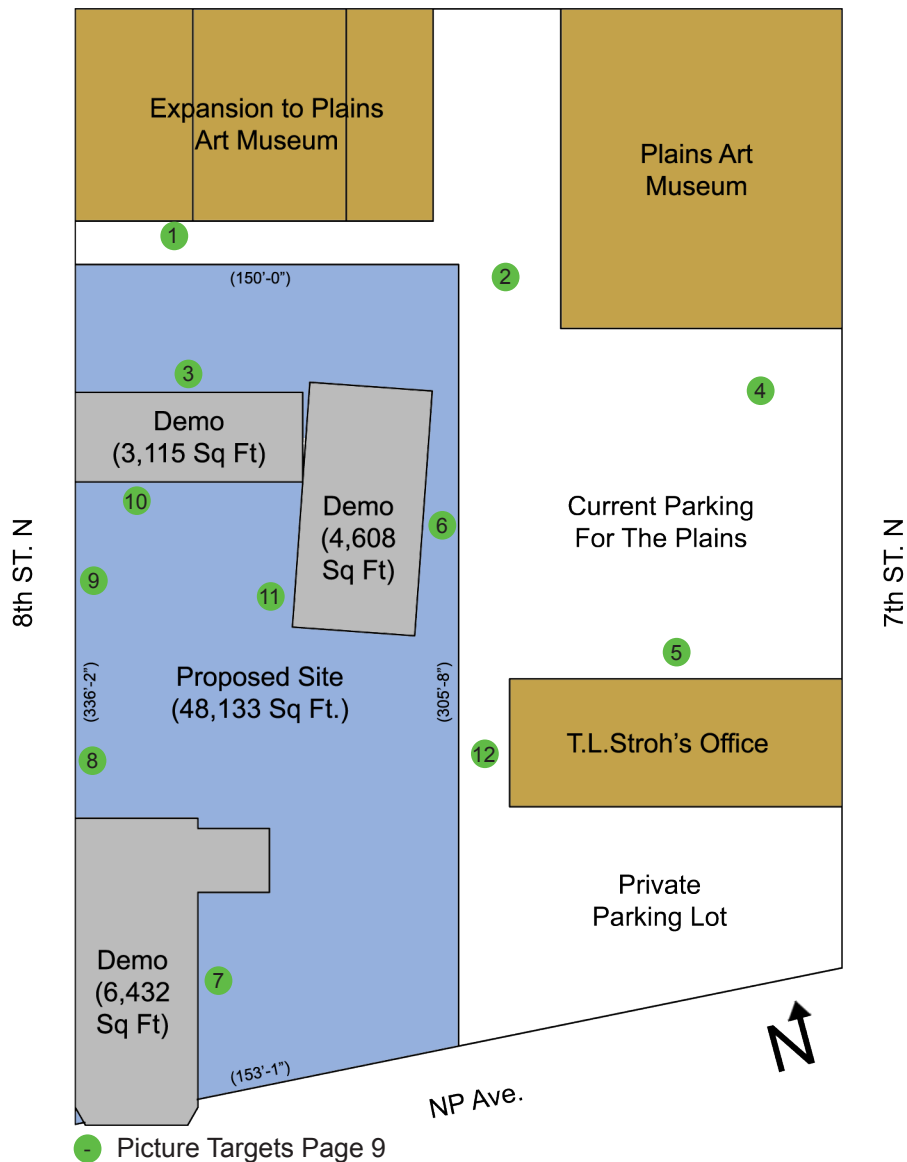 Expansion to Plains
Art Museum
Plains Art
Museum
1
2
(150'-0”)
3
4
Demo
(3,115 Sq Ft)
10
Demo
(4,608
Sq Ft)
6
Current Parking
For The Plains
8th ST. N
7th ST. N
9
11
5
Proposed Site
(48,133 Sq Ft.)
(336'-2”)
(305'-8”)
8
12
T.L.Stroh's Office
Private
Parking Lot
Demo
(6,432
Sq Ft)
7
(153'-1”)
NP Ave.
N
- Picture Targets Page 9